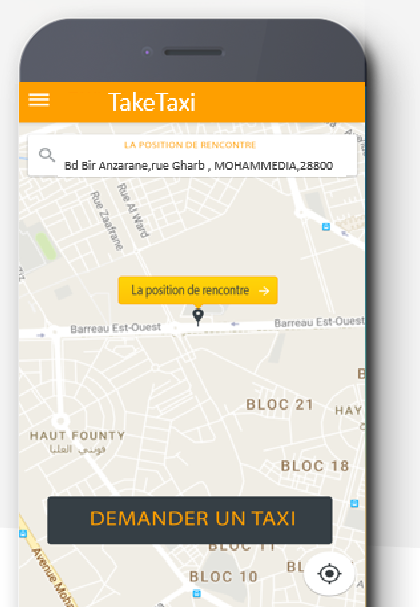 TakeTaxi
LA POSITION DE RENCONTRE
Bd Bir Anzarane,rue Gharb , MOHAMMEDIA,28800
Rue Zaafrane
Rue Al Ward
La position de rencontre
Barreau Est-Ouest
Barreau Est-Ouest
BLOC 21
HAY
HAUT FOUNTY
فونتي العليا
BLOC 18
DEMANDER UN TAXI
BLOC 11
BLOC 10
BL
Avenue Moha